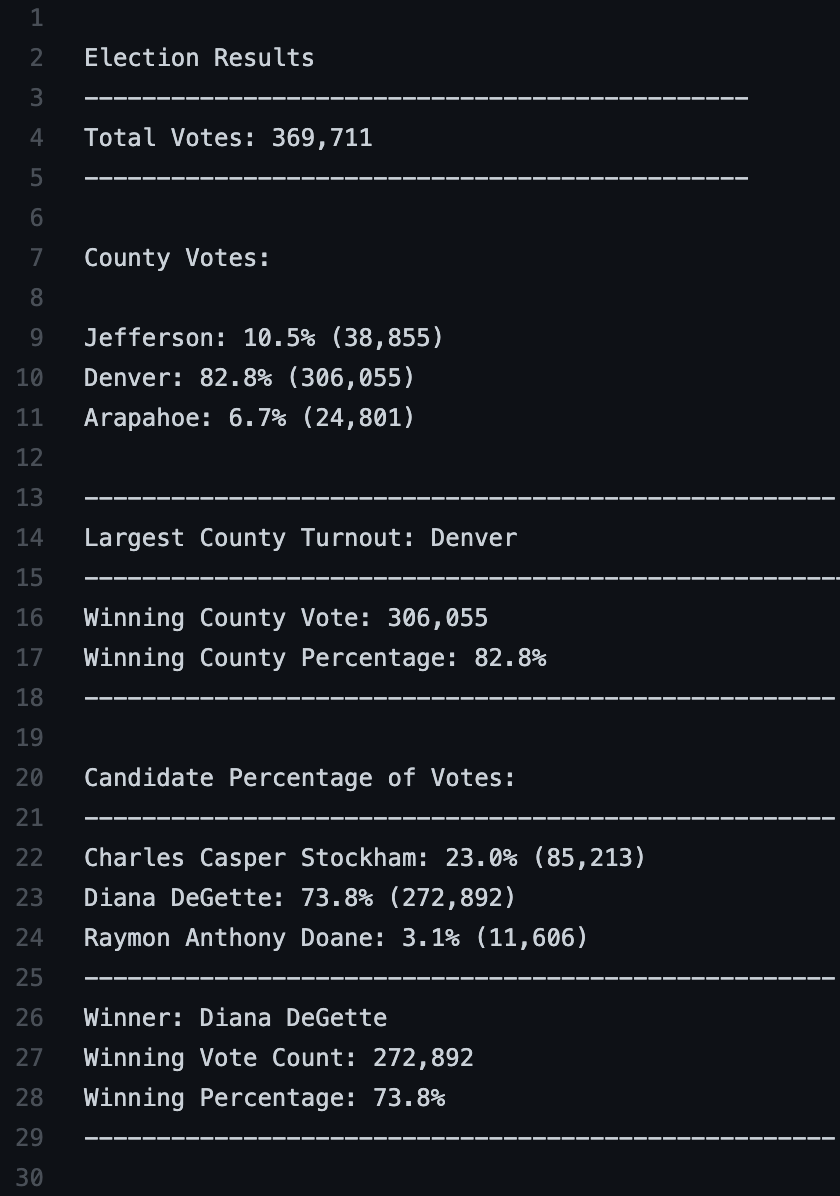 1
2 Election Results
3 ----------------------------------------------
4 Total Votes: 369,711
5 ----------------------------------------------
6
7 County Votes:
8
9 Jefferson: 10.5% (38,855)
10 Denver: 82.8% (306,055)
11 Arapahoe: 6.7% (24,801)
12
13 ----------------------------------------------------
14 Largest County Turnout: Denver
15 -----------------------------------------------------
16 Winning County Vote: 306,055
17 Winning County Percentage: 82.8%
18 ----------------------------------------------------
19
20 Candidate Percentage of Votes:
21 ----------------------------------------------------
22 Charles Casper Stockham: 23.0% (85,213)
23 Diana DeGette: 73.8% (272,892)
24 Raymon Anthony Doane: 3.1% (11,606)
25 ----------------------------------------------------
26 Winner: Diana DeGette
27 Winning Vote Count: 272,892
28 Winning Percentage: 73.8%
29 ----------------------------------------------------
30